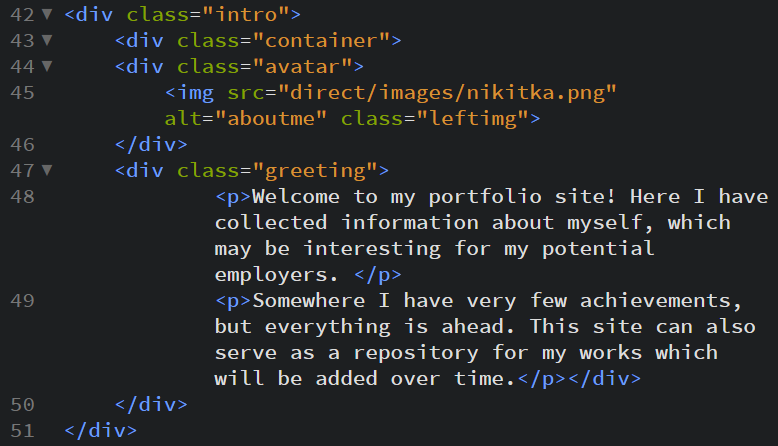 42 ▼ <div class="intro">
43 ▼     <div class="container">
44 ▼     <div class="avatar">
45         <img src="direct/images/nikitka.png"
        alt="aboutme" class="leftimg">
46     </div>
47 ▼     <div class="greeting">
48             <p>Welcome to my portfolio site! Here I have
            collected information about myself, which
            may be interesting for my potential
            employers. </p>
49             <p>Somewhere I have very few achievements,
            but everything is ahead. This site can also
            serve as a repository for my works which
            will be added over time.</p></div>
50     </div>
51 </div>